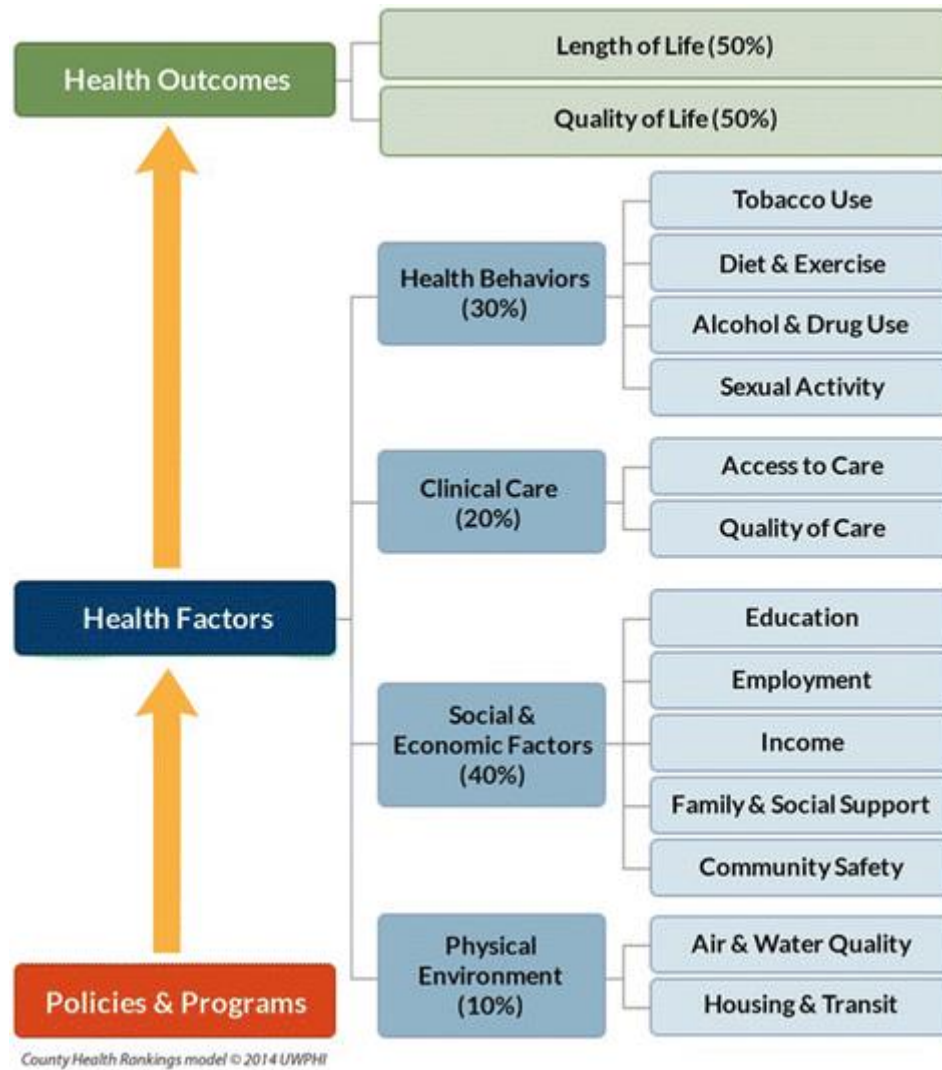 Health Outcomes
Length of Life (50%)
Quality of Life (50%)
Health Factors
Health Behaviors
(30%)
Tobacco Use
Diet & Exercise
Alcohol & Drug Use
Sexual Activity
Clinical Care
(20%)
Access to Care
Quality of Care
Social &
Economic Factors
(40%)
Education
Employment
Income
Family & Social Support
Community Safety
Physical
Environment
(10%)
Air & Water Quality
Housing & Transit
Policies & Programs
County Health Rankings model © 2014 UWPHI